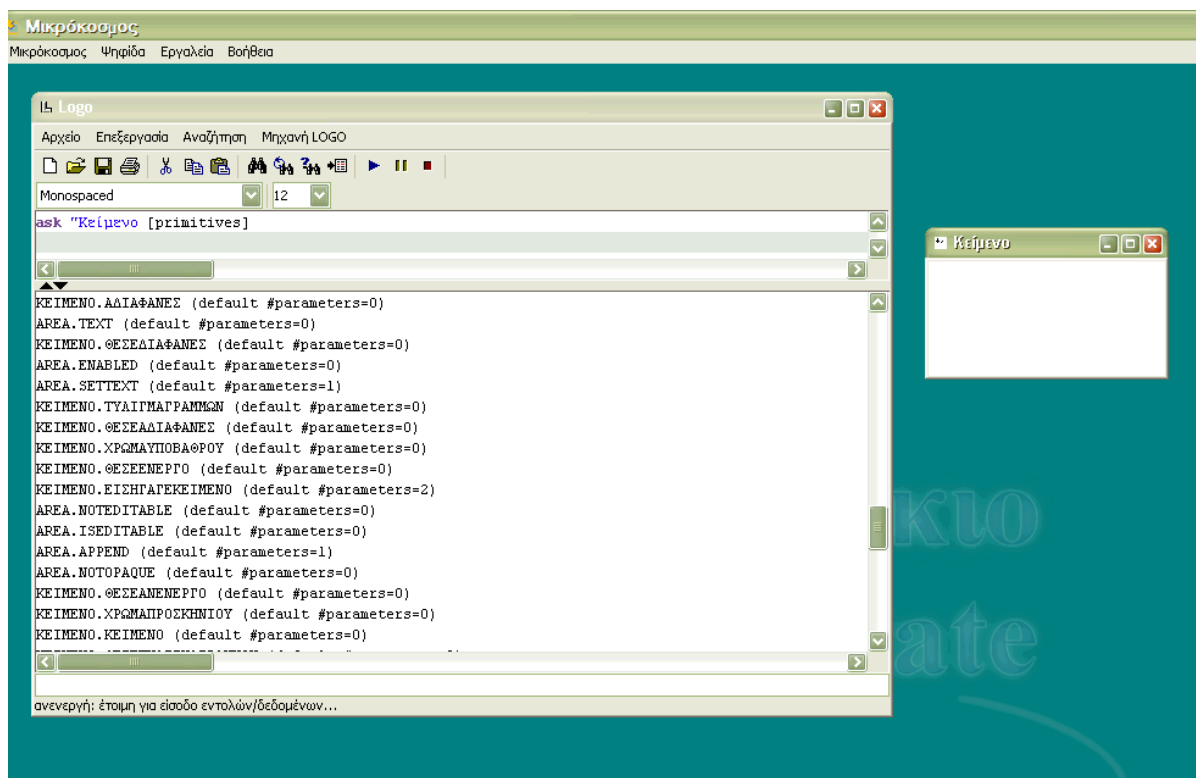 Μικρόκοσμος
Μικρόκοσμος Ψηφίδα Εργαλεία Βοήθεια
Logo
Αρχείο Επεξεργασία Αναζήτηση Μηχανή LOGO
Monospaced 12
ask "Κείμενο [primitives]
Κείμενο
ΚΕΙΜΕΝΟ.ΑΔΙΑΦΑΝΕΣ (default #parameters=0)
AREA.TEXT (default #parameters=0)
ΚΕΙΜΕΝΟ.ΘΕΣΕΔΙΑΦΑΝΕΣ (default #parameters=0)
AREA.ENABLED (default #parameters=0)
AREA.SETTEXT (default #parameters=1)
ΚΕΙΜΕΝΟ.ΤΥΛΙΓΜΑΓΡΑΜΜΩΝ (default #parameters=0)
ΚΕΙΜΕΝΟ.ΘΕΣΕΑΔΙΑΦΑΝΕΣ (default #parameters=0)
ΚΕΙΜΕΝΟ.ΧΡΩΜΑΥΠΟΒΑΘΡΟΥ (default #parameters=0)
ΚΕΙΜΕΝΟ.ΘΕΣΕΕΝΕΡΓΟ (default #parameters=0)
ΚΕΙΜΕΝΟ.ΕΙΣΗΓΑΓΕΚΕΙΜΕΝΟ (default #parameters=2)
AREA.NOTEDITABLE (default #parameters=0)
AREA.ISEDITABLE (default #parameters=0)
AREA.APPEND (default #parameters=1)
AREA.NOTOPAQUE (default #parameters=0)
ΚΕΙΜΕΝΟ.ΘΕΣΕΑΝΕΝΕΡΓΟ (default #parameters=0)
ΚΕΙΜΕΝΟ.ΧΡΩΜΑΠΡΟΣΚΗΝΙΟΥ (default #parameters=0)
ΚΕΙΜΕΝΟ.ΚΕΙΜΕΝΟ (default #parameters=0)
ανενεργή: έτοιμη για είσοδο εντολών/δεδομένων...
κιο
ate